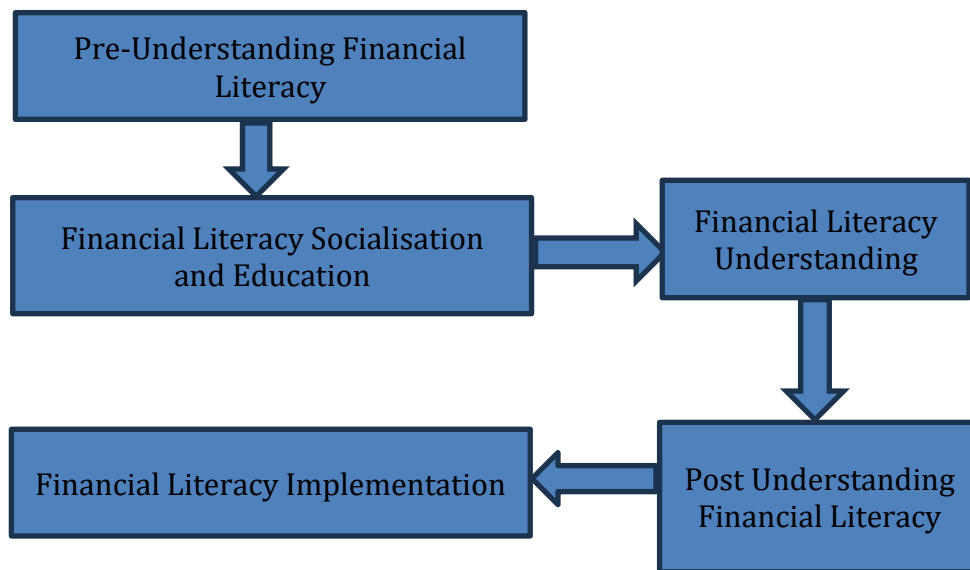 Pre-Understanding Financial
Literacy
Financial Literacy Socialisation
and Education
Financial Literacy
Understanding
Post Understanding
Financial Literacy
Financial Literacy Implementation